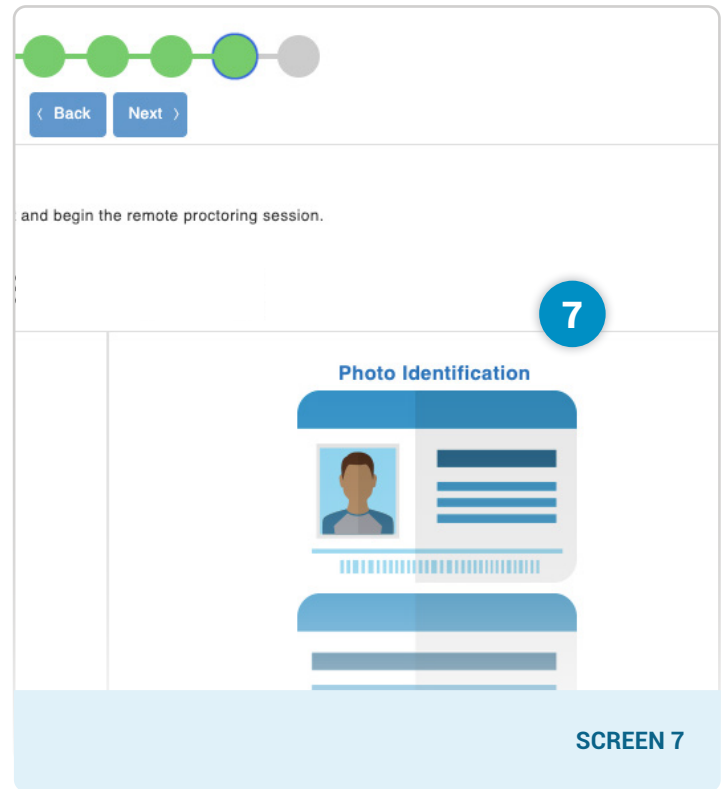 ‹ Back
Next ›
and begin the remote proctoring session.
7
Photo Identification
SCREEN 7